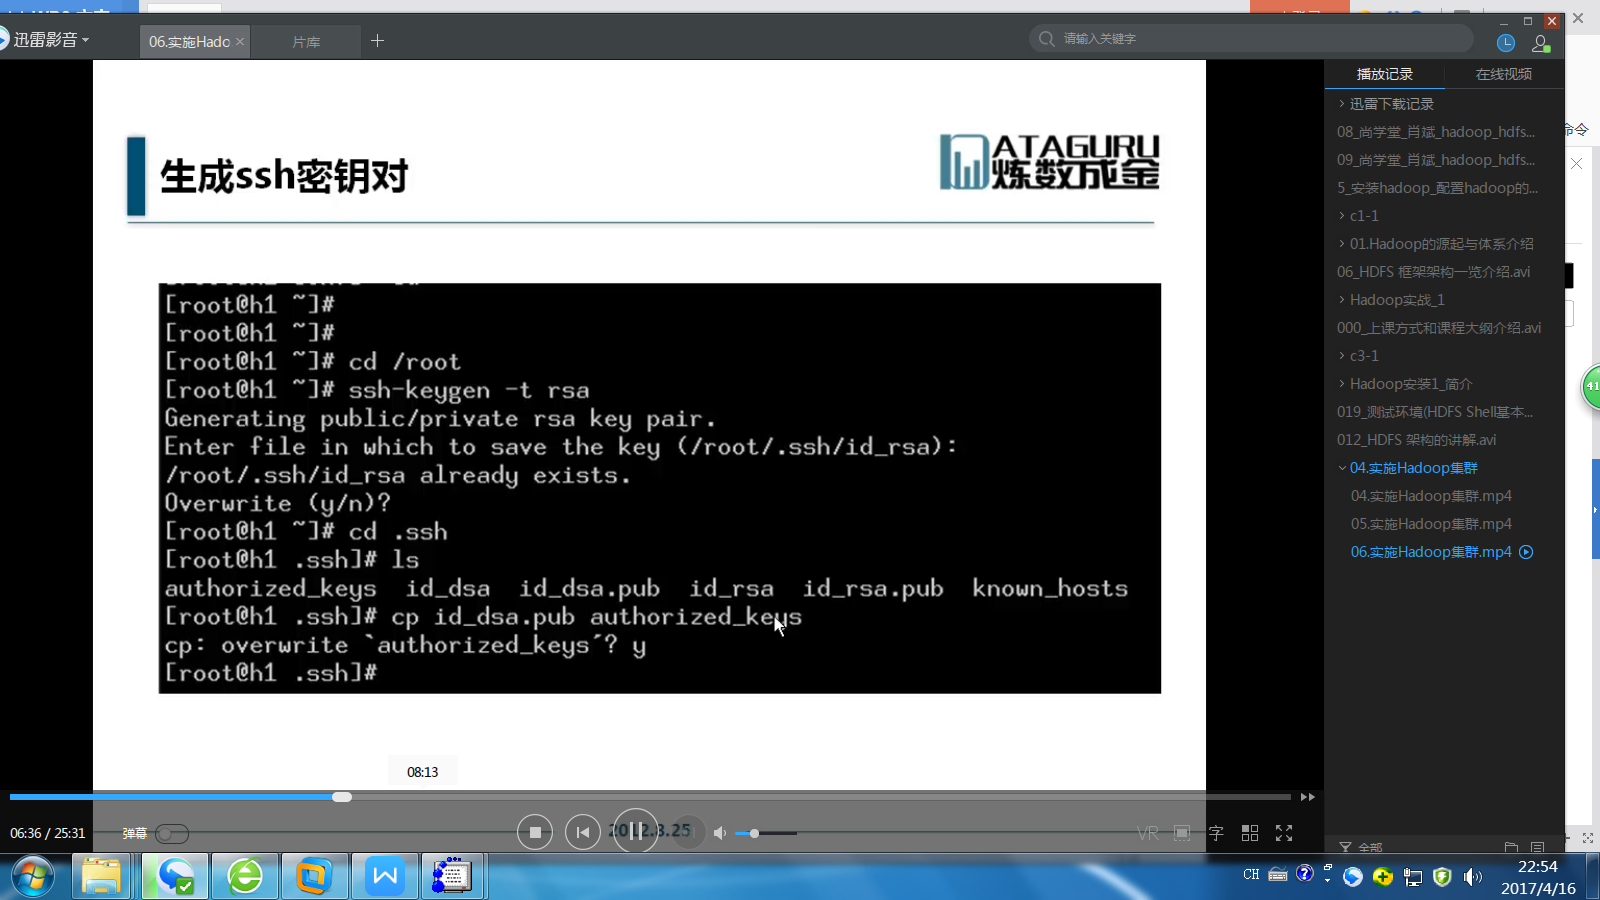 迅雷影音
06.实施Hado
片库
请输入关键字
播放记录
在线视频
生成ssh密钥对
DATAGURU
炼数成金
[root@h1 ~]#
[root@h1 ~]#
[root@h1 ~]# cd /root
[root@h1 ~]# ssh-keygen -t rsa
Generating public/private rsa key pair.
Enter file in which to save the key (/root/.ssh/id_rsa):
/root/.ssh/id_rsa already exists.
Overwrite (y/n)?
[root@h1 ~]# cd .ssh
[root@h1 .ssh]# ls
authorized_keys id_dsa id_dsa.pub id_rsa id_rsa.pub known_hosts
[root@h1 .ssh]# cp id_dsa.pub authorized_keys
cp: overwrite `authorized_keys´? y
[root@h1 .ssh]#
08:13
06:36 / 25:31
弹幕
2012.8.25
VR
字
迅雷下载记录
08_尚学堂_肖斌_hadoop_hdfs...
09_尚学堂_肖斌_hadoop_hdfs...
5_安装hadoop_配置hadoop的...
c1-1
01.Hadoop的源起与体系介绍
06_HDFS 框架架构一览介绍.avi
Hadoop实战_1
000_上课方式和课程大纲介绍.avi
c3-1
Hadoop安装1_简介
019_测试环境(HDFS Shell基本...
012_HDFS 架构的讲解.avi
04.实施Hadoop集群
04.实施Hadoop集群.mp4
05.实施Hadoop集群.mp4
06.实施Hadoop集群.mp4
全部
命令
41
CH
22:54
2017/4/16